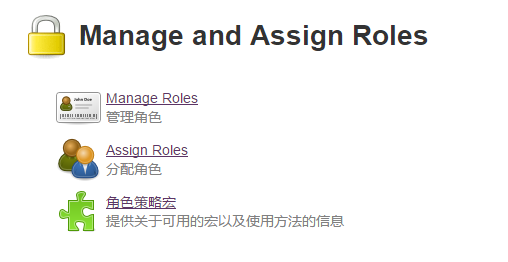 Manage and Assign Roles
John Doe
Manage Roles
管理角色
Assign Roles
分配角色
角色策略宏
提供关于可用的宏以及使用方法的信息